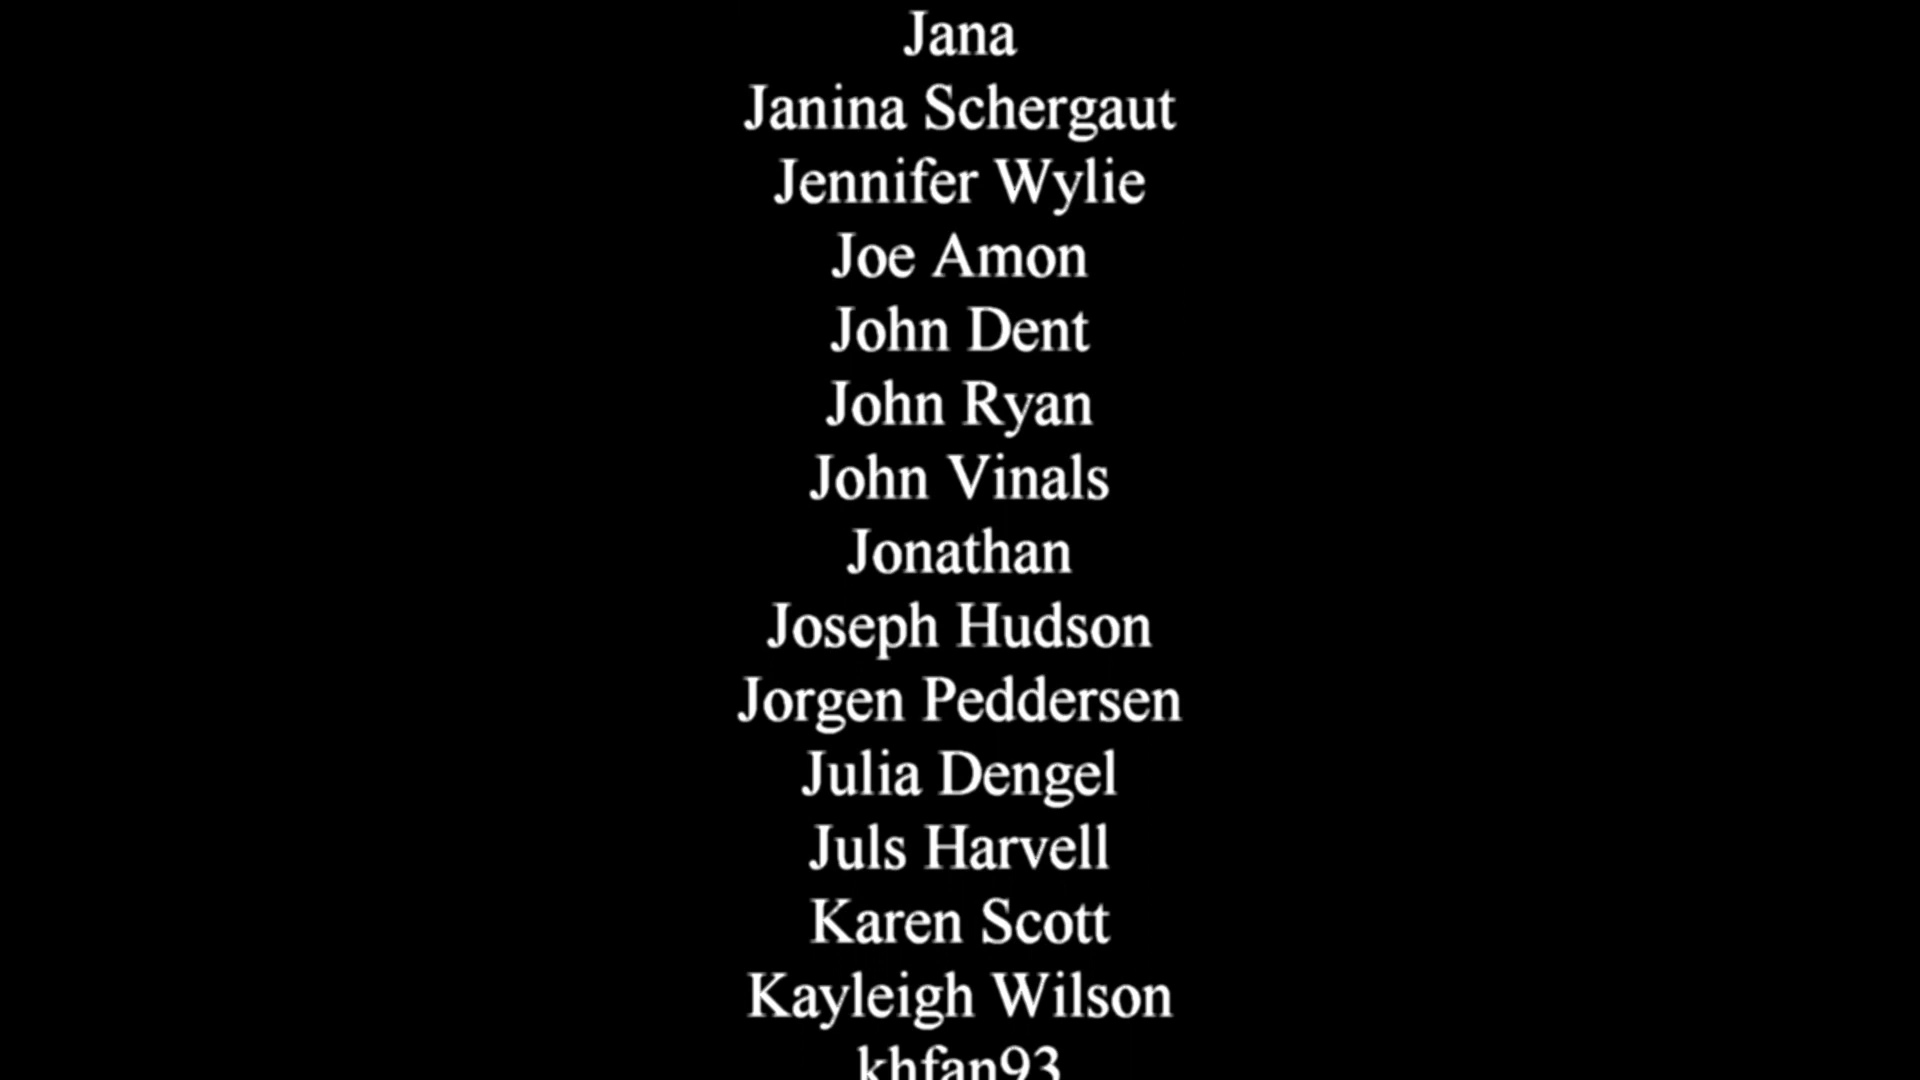 Jana
Janina Schergaut
Jennifer Wylie
Joe Amon
John Dent
John Ryan
John Vinals
Jonathan
Joseph Hudson
Jorgen Peddersen
Julia Dengel
Juls Harvell
Karen Scott
Kayleigh Wilson
khfan93